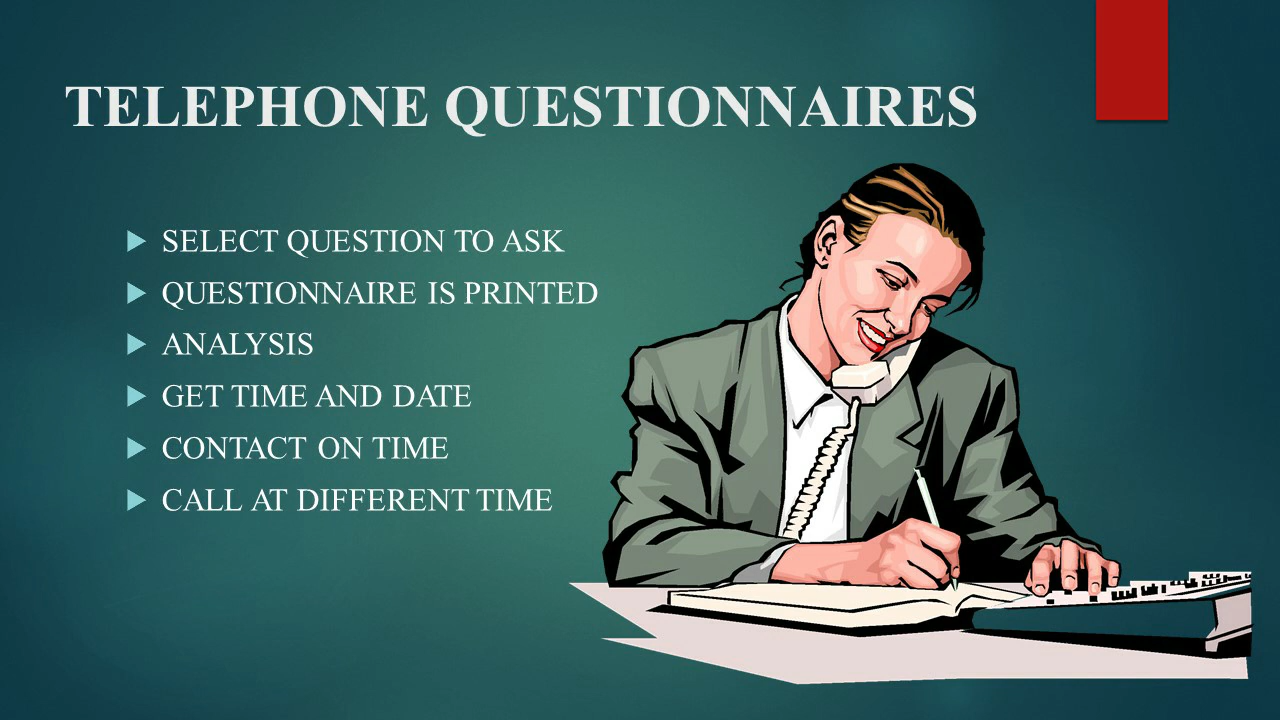 TELEPHONE QUESTIONNAIRES
SELECT QUESTION TO ASK
QUESTIONNAIRE IS PRINTED
ANALYSIS
GET TIME AND DATE
CONTACT ON TIME
CALL AT DIFFERENT TIME